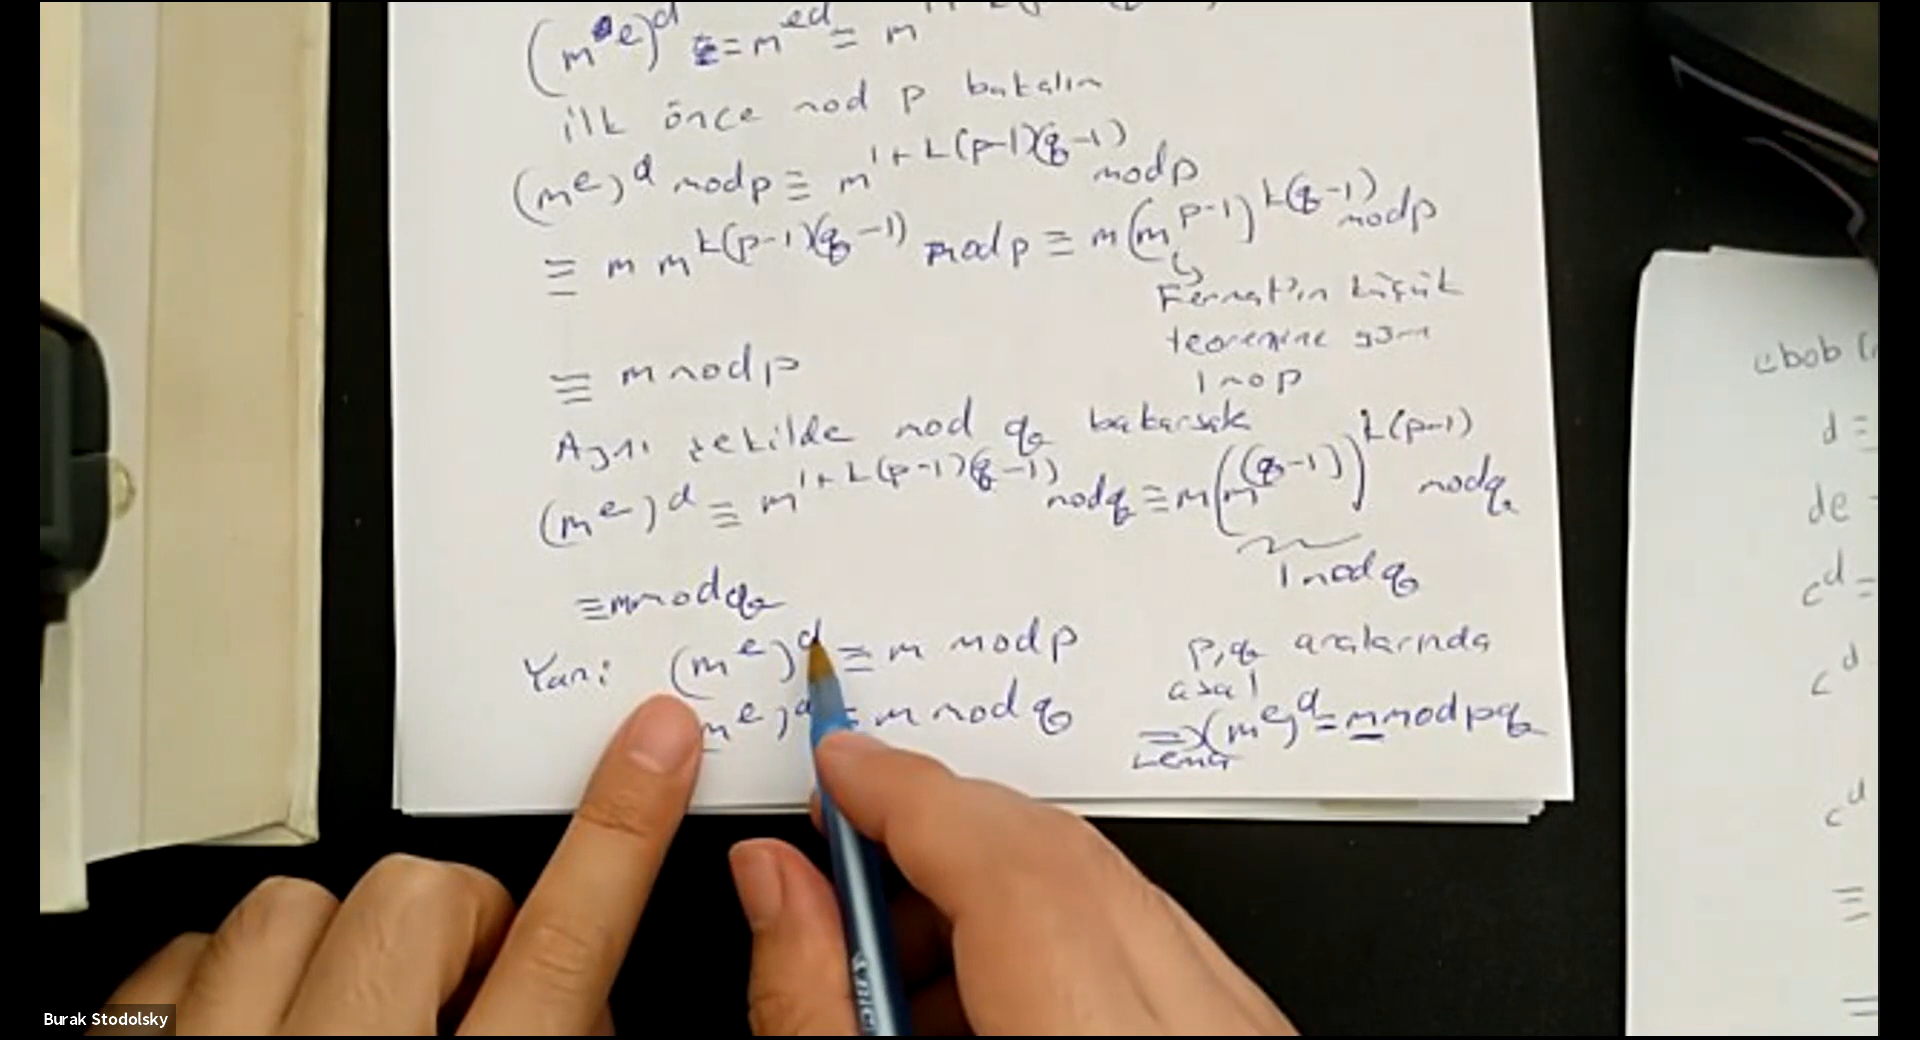 (m^e)^d = m^{ed} = m
ilk önce mod p bakalım
(m^e)^d mod p ≡ m^{1+k(p-1)(q-1)} mod p
≡ m m^{k(p-1)(q-1)} mod p ≡ m(m^{p-1})^{k(q-1)} mod p
Fermat'ın küçük
teoremine göre
1 mo p
≡ m mod p
Aynı şekilde mod q bakarsak
(m^e)^d ≡ m^{1+k(p-1)(q-1)} mod q ≡ m(m^{(q-1)})^{k(p-1)} mod q
1 mod q
≡ m mod q
Yani: (m^e)^d ≡ m mod p
m^e)^d = m mod q
p,q aralarında
asal
⇒ (m^e)^d = m mod pq
Lema
ebob (
d =
de
c^d =
c^d
c^d
≡
=
Burak Stodolsky